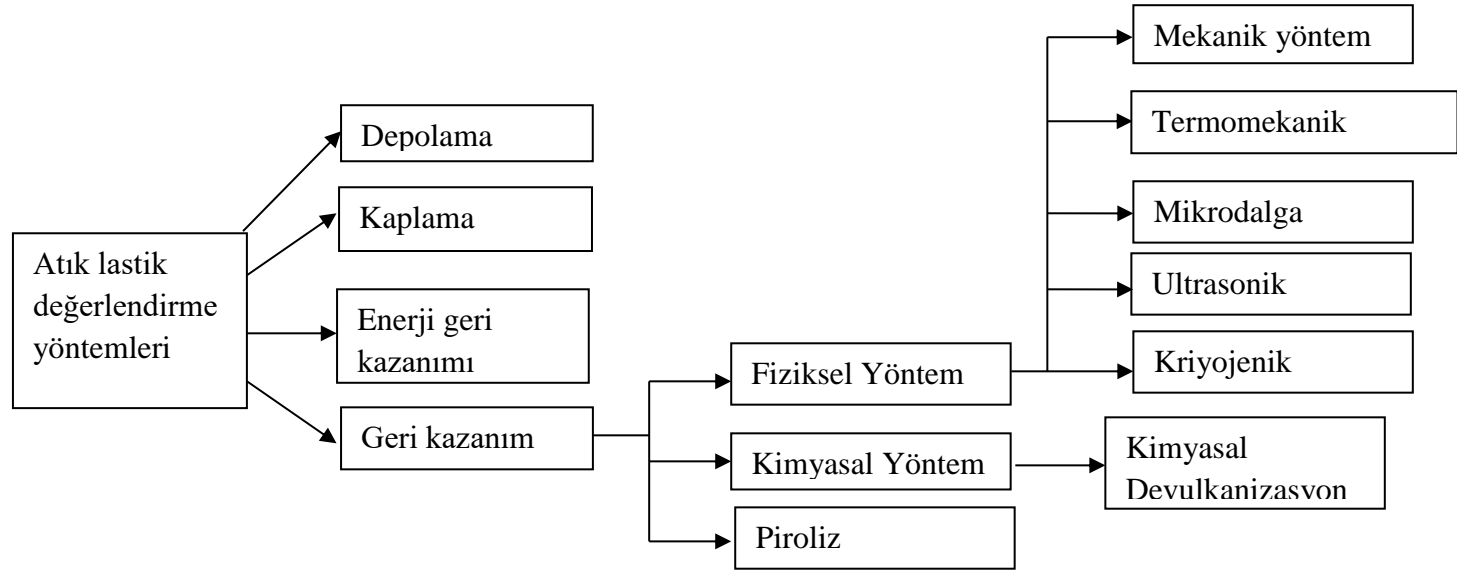 Atık lastik
değerlendirme
yöntemleri
Depolama
Kaplama
Enerji geri
kazanımı
Geri kazanım
Fiziksel Yöntem
Kimyasal Yöntem
Piroliz
Mekanik yöntem
Termomekanik
Mikrodalga
Ultrasonik
Kriyojenik
Kimyasal
Devulkanizasyon